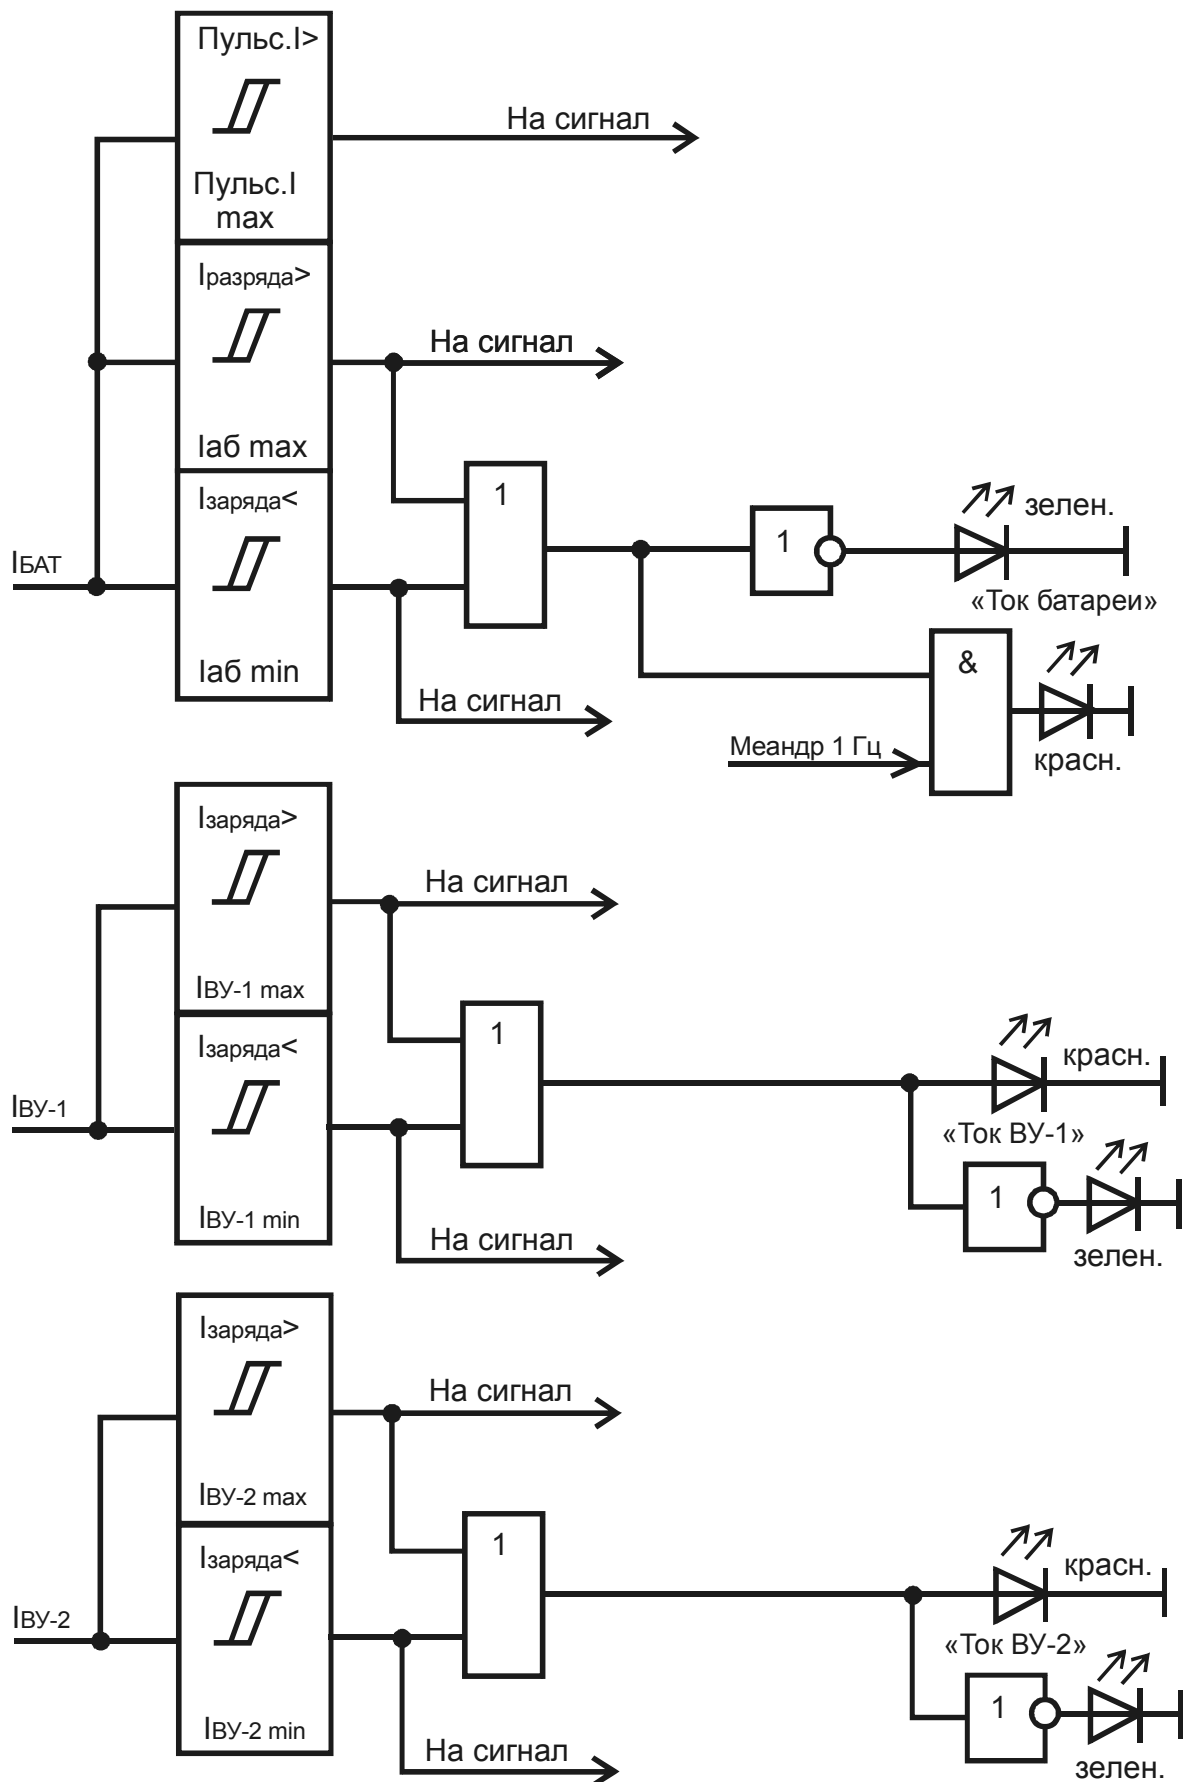 Пульс.I>
На сигнал
Пульс.I
max
Iразряда>
На сигнал
Iаб max
Iзаряда<
1
1
зелен.
IБАТ
«Ток батареи»
Iаб min
&
На сигнал
Меандр 1 Гц
красн.
Iзаряда>
На сигнал
IВУ-1 max
1
Iзаряда<
красн.
IВУ-1
«Ток ВУ-1»
1
IВУ-1 min
На сигнал
зелен.
Iзаряда>
На сигнал
IВУ-2 max
1
Iзаряда<
красн.
IВУ-2
«Ток ВУ-2»
1
IВУ-2 min
На сигнал
зелен.